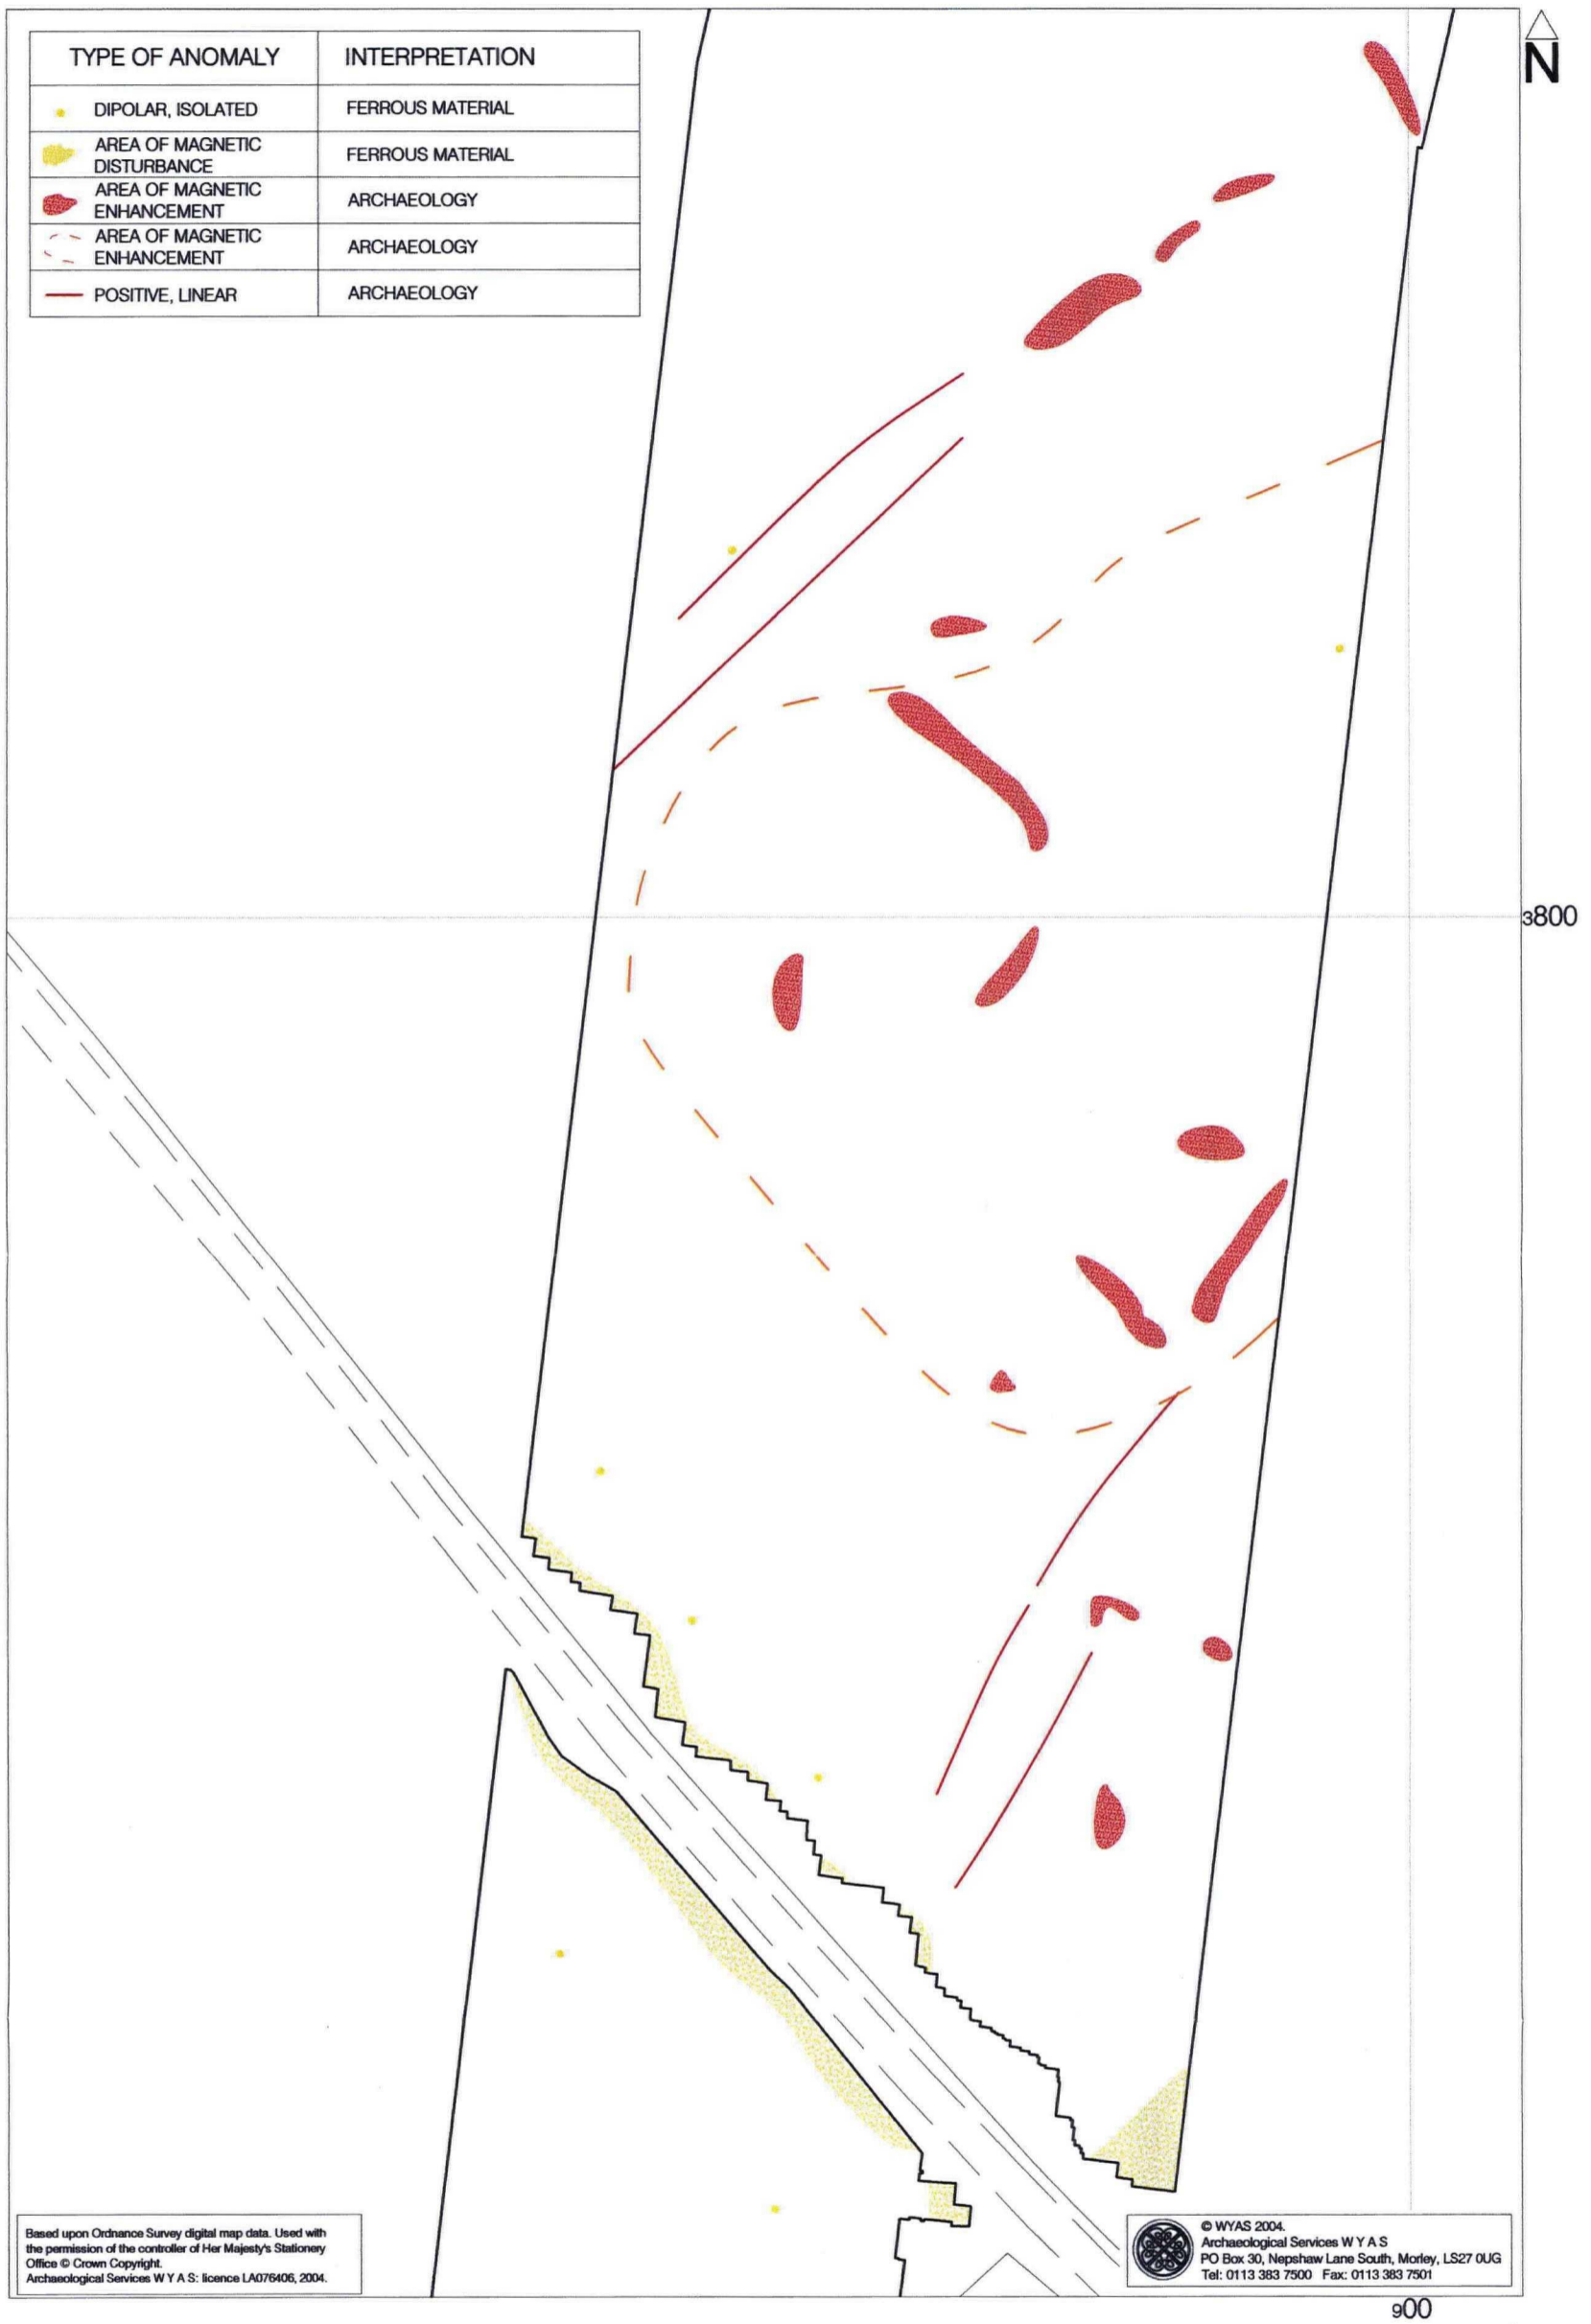 TYPE OF ANOMALY INTERPRETATION
DIPOLAR, ISOLATED FERROUS MATERIAL
AREA OF MAGNETIC
DISTURBANCE FERROUS MATERIAL
AREA OF MAGNETIC
ENHANCEMENT ARCHAEOLOGY
AREA OF MAGNETIC
ENHANCEMENT ARCHAEOLOGY
POSITIVE, LINEAR ARCHAEOLOGY
N
3800
Based upon Ordnance Survey digital map data. Used with
the permission of the controller of Her Majesty's Stationery
Office © Crown Copyright.
Archaeological Services W Y A S: licence LA076406, 2004.
© WYAS 2004.
Archaeological Services W Y A S
PO Box 30, Nepshaw Lane South, Morley, LS27 0UG
Tel: 0113 383 7500 Fax: 0113 383 7501
900